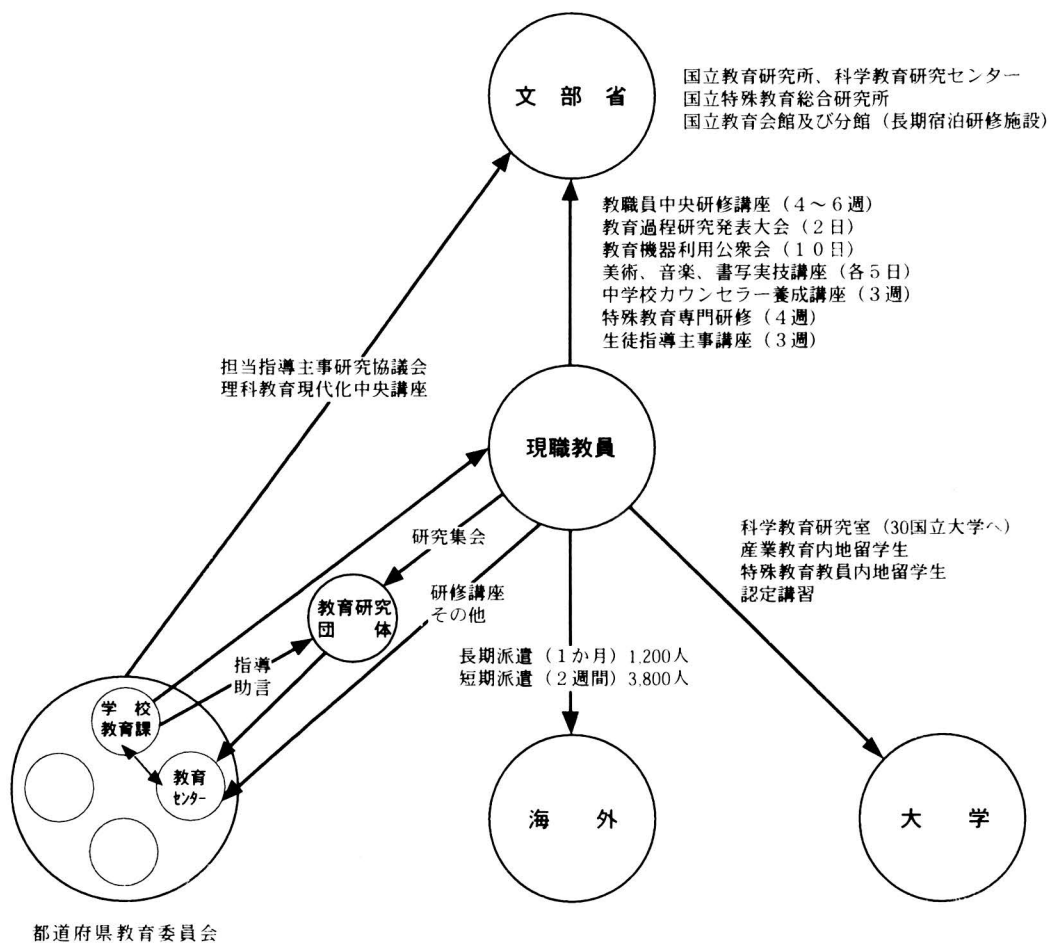 文部省
国立教育研究所、科学教育研究センター
国立特殊教育総合研究所
国立教育会館及び分館（長期宿泊研修施設）
教職員中央研修講座（４～６週）
教育過程研究発表大会（２日）
教育機器利用公衆会（１０日）
美術、音楽、書写実技講座（各５日）
中学校カウンセラー養成講座（３週）
特殊教育専門研修（４週）
生徒指導主事講座（３週）
担当指導主事研究協議会
理科教育現代化中央講座
現職教員
研究集会
科学教育研究室（30国立大学へ）
産業教育内地留学生
特殊教育教員内地留学生
認定講習
教育研究
団体
研修講座
その他
指導
助言
長期派遣（１か月）1,200人
短期派遣（２週間）3,800人
学校
教育課
教育
センター
海外
大学
都道府県教育委員会